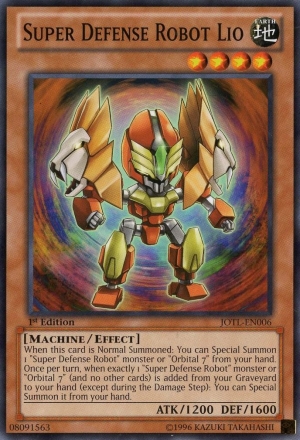 SUPER DEFENSE ROBOT LIO
EARTH
地
1st Edition
JOTL-EN006
[MACHINE / EFFECT]
When this card is Normal Summoned: You can Special Summon
1 "Super Defense Robot" monster or "Orbital 7" from your hand.
Once per turn, when exactly 1 "Super Defense Robot" monster or
"Orbital 7" (and no other cards) is added from your Graveyard
to your hand (except during the Damage Step): You can Special
Summon it from your hand.
ATK/1200 DEF/1600
08091563
©1996 KAZUKI TAKAHASHI